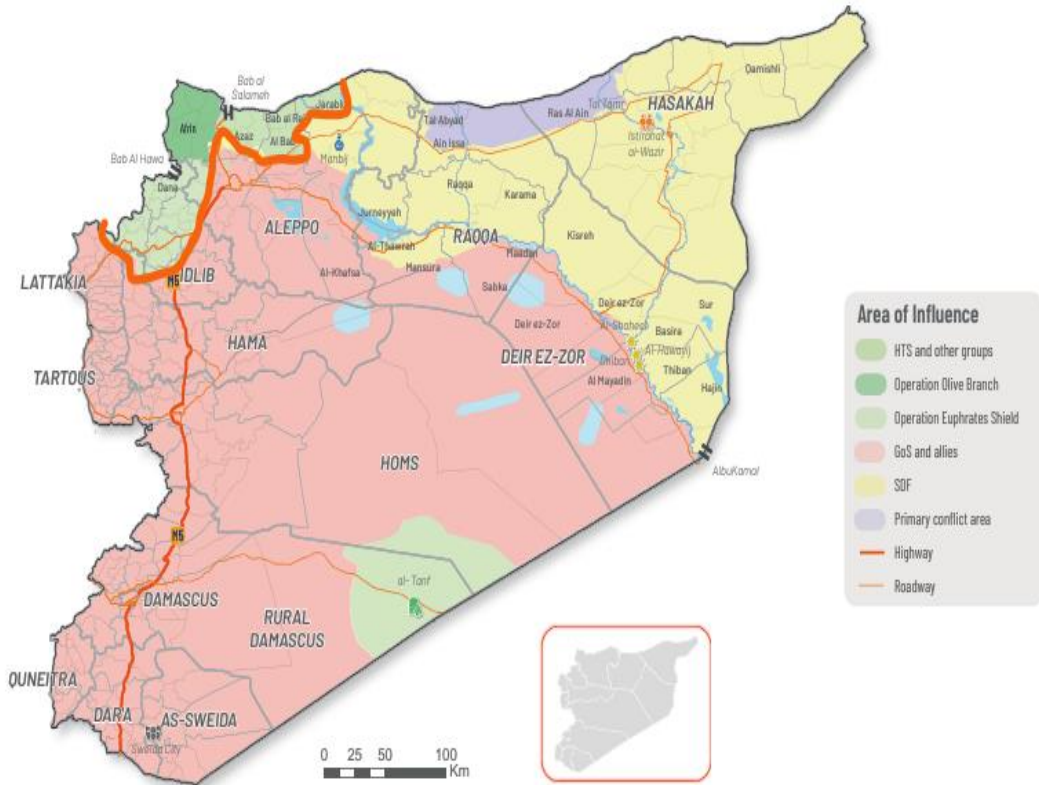 Bab al
Salameh
Qamishli
Jarabl
Afrin
Bab al Ra
Azaz
Al Bab
Tal Abyad
Ras Al Ain
Tal Tamr
HASAKAH
Istirahat
al-Wazir
Ain Issa
Manbij
Bab Al Hawa
Dana
Raqqa
Karama
Jurneyyeh
ALEPPO
RAQQA
Kisreh
Al-Thawrah
Maadan
Mansura
Al-Khafsa
Sabka
LATTAKIA
IDLIB
M5
Deir ez-Zor
Sur
Deir ez-Zor
Al-Shaheel
Basira
HAMA
DEIR EZ-ZOR
Dhiban
Al-Hawayij
Thiban
Al Mayadin
Hajin
TARTOUS
HOMS
AlbuKamal
M5
al-Tanf
DAMASCUS
RURAL
DAMASCUS
QUNEITRA
DAR'A
AS-SWEIDA
Sweida City
0 25 50 100
Km
Area of Influence
HTS and other groups
Operation Olive Branch
Operation Euphrates Shield
GoS and allies
SDF
Primary conflict area
Highway
Roadway